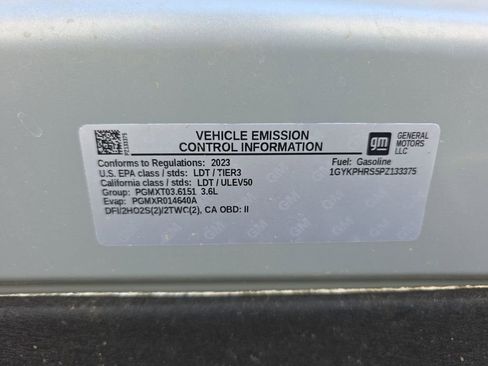 VEHICLE EMISSION
CONTROL INFORMATION
Conforms to Regulations: 2023
U.S. EPA class / stds: LDT / TIER3
California class / stds: LDT / ULEV50
Group: PGMXT03.6151 3.6L
Evap: PGMXR014640A
DFI/2HO2S(2)/2TWC(2), CA OBD: II
gm
GENERAL
MOTORS
LLC
Fuel: Gasoline
1GYKPHRS5PZ133375